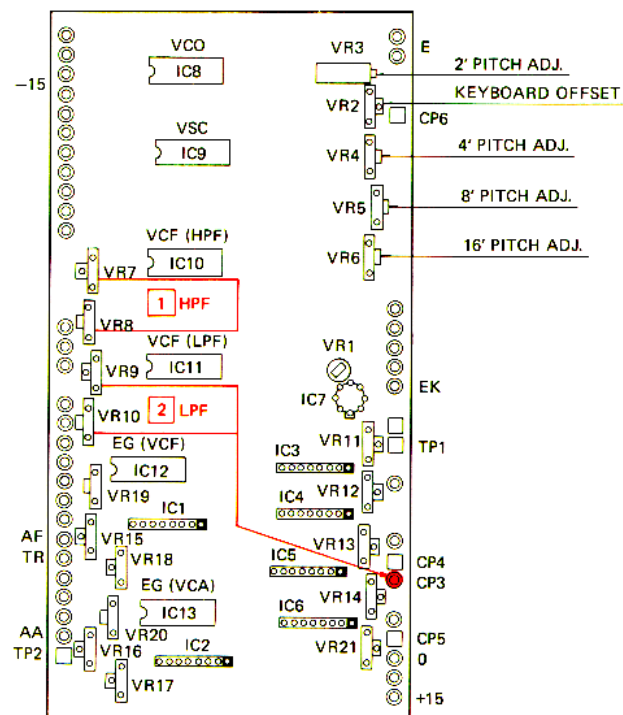 VCO
IC8
VR3
E
2' PITCH ADJ.
-15
VR2
KEYBOARD OFFSET
CP6
VSC
IC9
VR4
4' PITCH ADJ.
VR5
8' PITCH ADJ.
VCF (HPF)
IC10
VR6
16' PITCH ADJ.
VR7
1 HPF
VR8
VCF (LPF)
IC11
VR9
VR1
EK
IC7
2 LPF
VR10
EG (VCF)
IC12
VR11
TP1
IC3
VR19
VR12
IC1
IC4
AF
VR15
TR
VR18
VR13
IC5
CP4
CP3
EG (VCA)
IC13
VR14
IC6
AA
VR20
CP5
TP2
VR16
IC2
VR21
0
VR17
+15